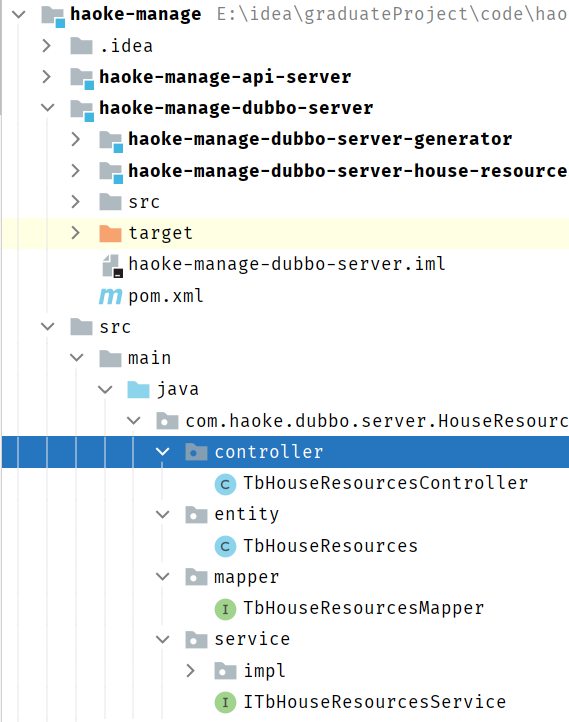 haoke-manage E:\idea\graduateProject\code\hao
.idea
haoke-manage-api-server
haoke-manage-dubbo-server
haoke-manage-dubbo-server-generator
haoke-manage-dubbo-server-house-resource
src
target
haoke-manage-dubbo-server.iml
m pom.xml
src
main
java
com.haoke.dubbo.server.HouseResourc
controller
C TbHouseResourcesController
entity
C TbHouseResources
mapper
I TbHouseResourcesMapper
service
impl
I ITbHouseResourcesService